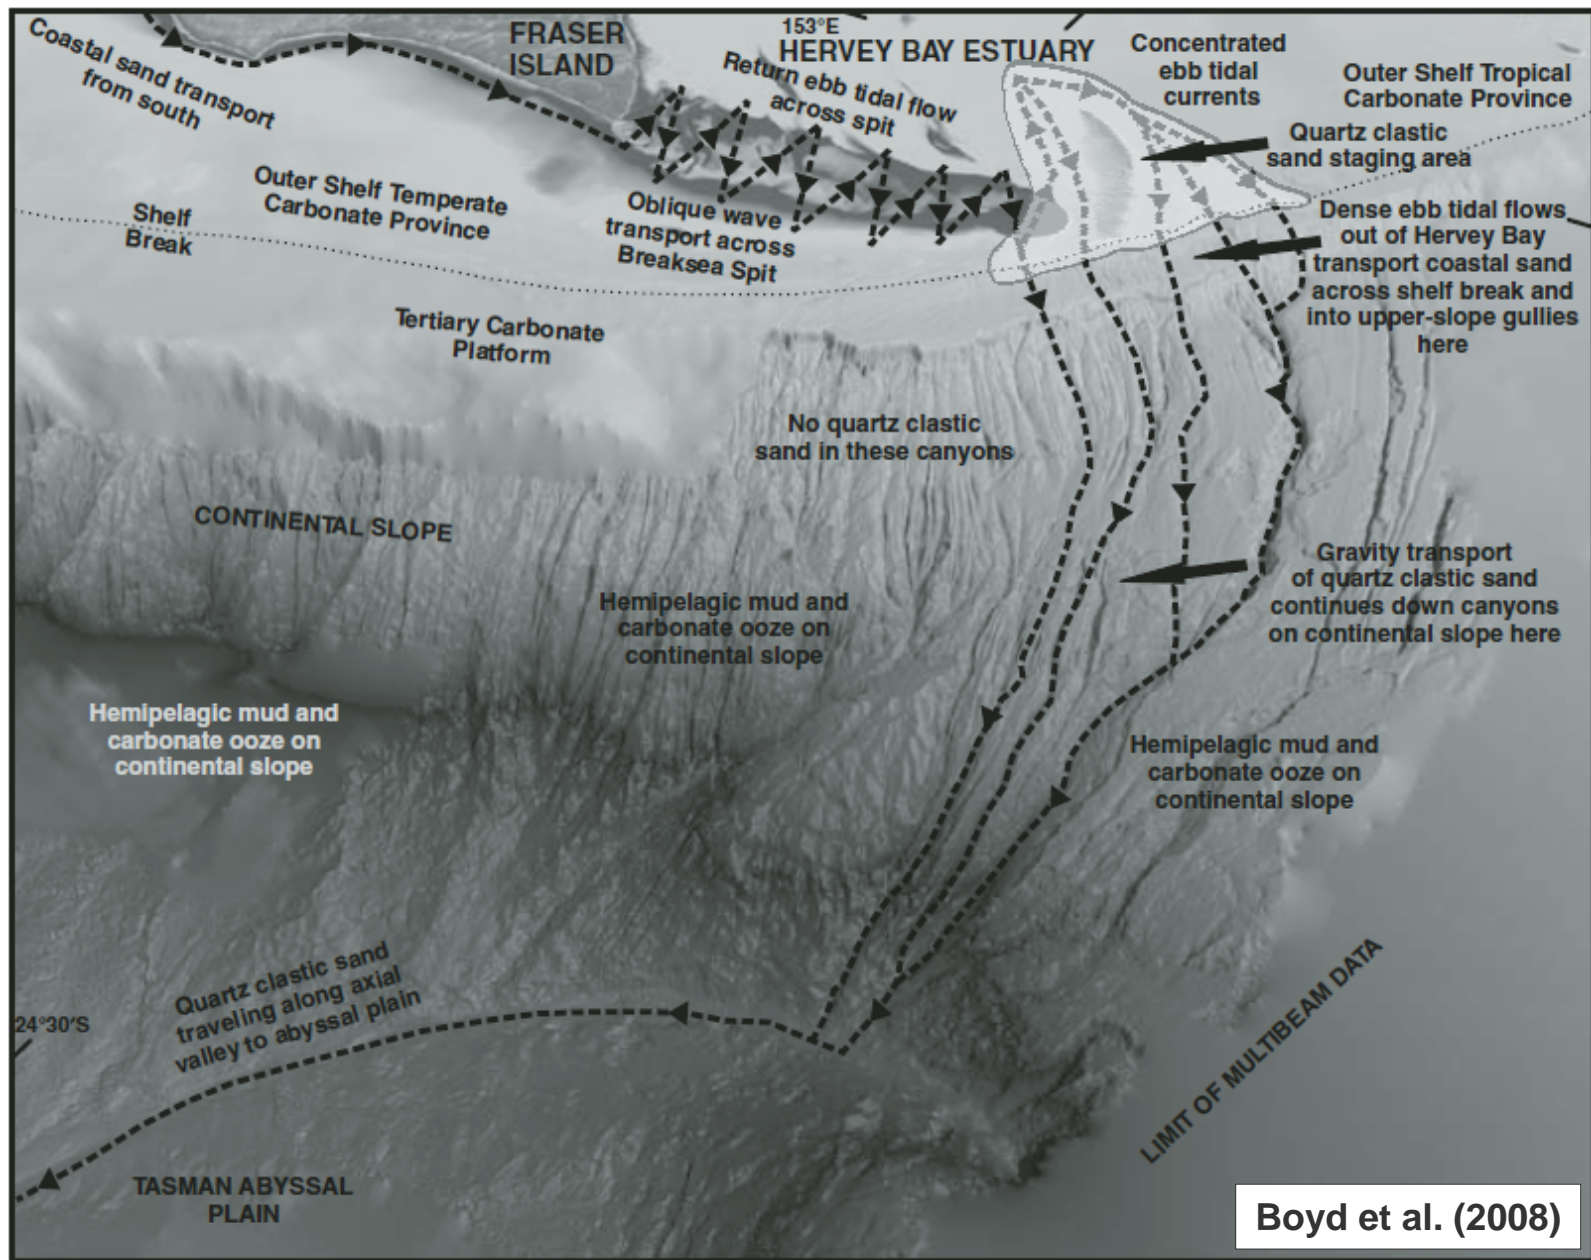 Coastal sand transport
from south
FRASER
ISLAND
153°E
HERVEY BAY ESTUARY
Return ebb tidal flow
across spit
Concentrated
ebb tidal
currents
Outer Shelf Tropical
Carbonate Province
Quartz clastic
sand staging area
Outer Shelf Temperate
Carbonate Province
Shelf
Break
Oblique wave
transport across
Breaksea Spit
Dense ebb tidal flows
out of Hervey Bay
transport coastal sand
across shelf break and
into upper-slope gullies
here
Tertiary Carbonate
Platform
No quartz clastic
sand in these canyons
CONTINENTAL SLOPE
Gravity transport
of quartz clastic sand
continues down canyons
on continental slope here
Hemipelagic mud and
carbonate ooze on
continental slope
Hemipelagic mud and
carbonate ooze on
continental slope
Hemipelagic mud and
carbonate ooze on
continental slope
Quartz clastic sand
traveling along axial
valley to abyssal plain
24°30'S
LIMIT OF MULTIBEAM DATA
TASMAN ABYSSAL
PLAIN
Boyd et al. (2008)